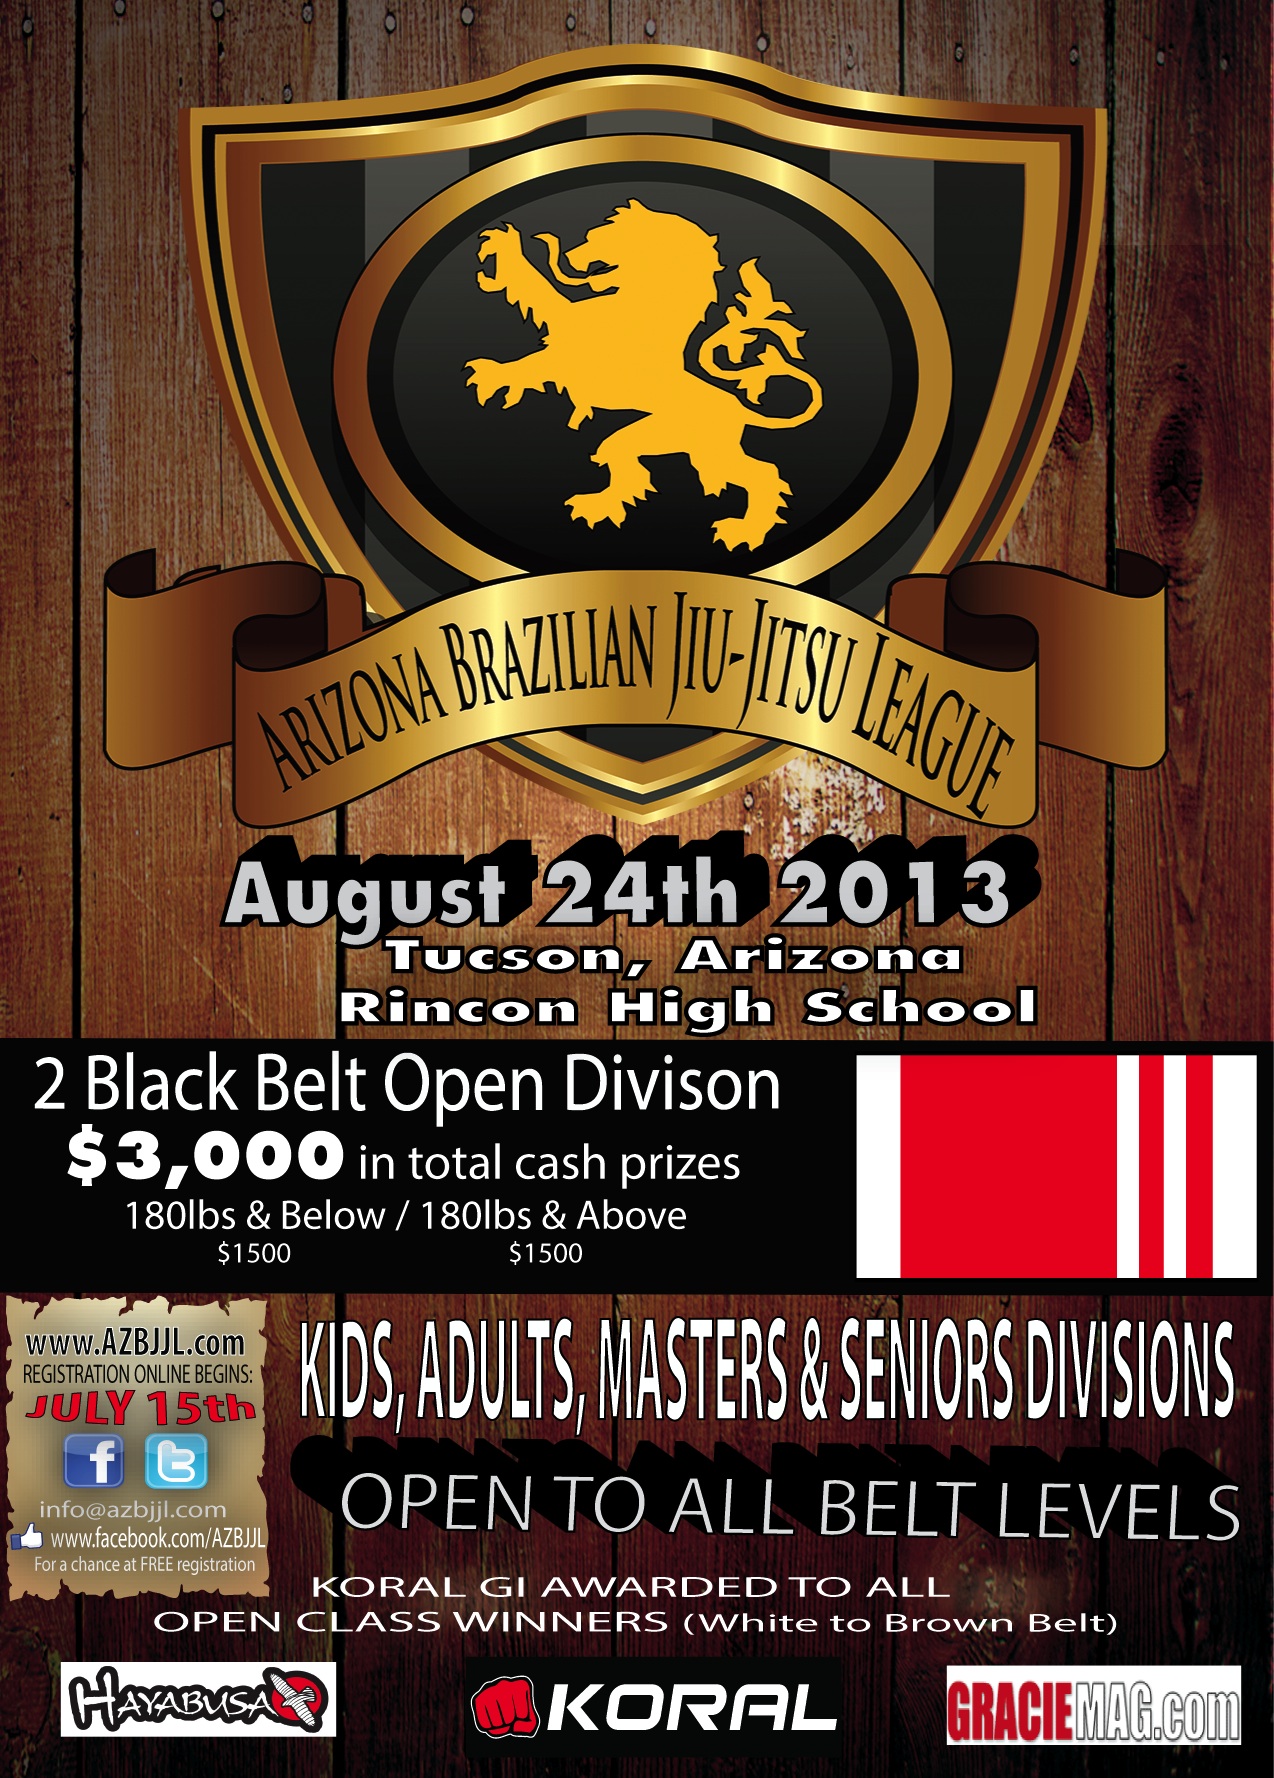 Arizona Brazilian Jiu-Jitsu League
August 24th 2013
Tucson, Arizona
Rincon High School
2 Black Belt Open Divison
$3,000 in total cash prizes
180lbs & Below / 180lbs & Above
$1500 $1500
www.AZBJJL.com
REGISTRATION ONLINE BEGINS:
JULY 15th
f t
info@azbjjl.com
www.facebook.com/AZBJJL
For a chance at FREE registration
KIDS, ADULTS, MASTERS & SENIORS DIVISIONS
OPEN TO ALL BELT LEVELS
KORAL GI AWARDED TO ALL
OPEN CLASS WINNERS (White to Brown Belt)
HAYABUSA
KORAL
GRACIEMAG.com